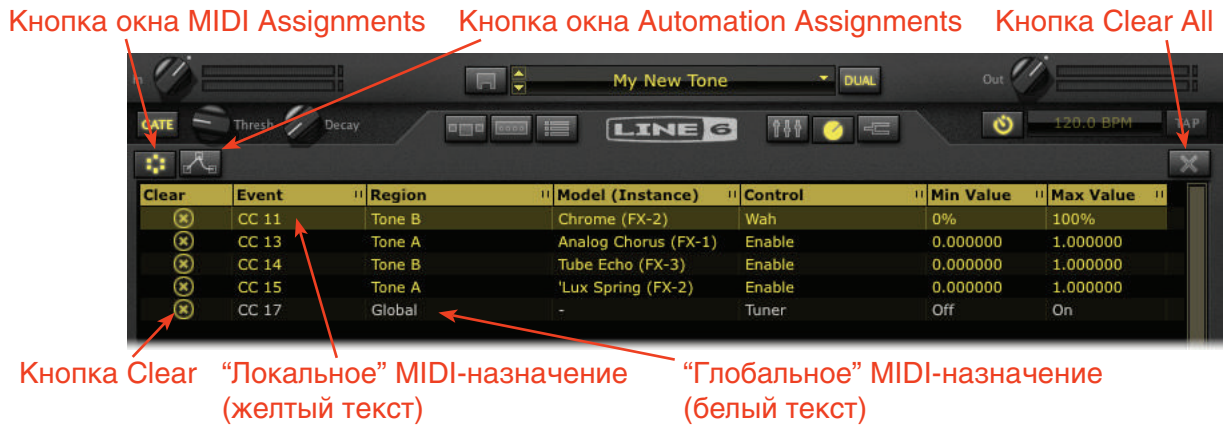 Кнопка окна MIDI Assignments Кнопка окна Automation Assignments Кнопка Clear All
In My New Tone DUAL Out
GATE Thresh Decay LINE 6 120.0 BPM TAP
Clear Event Region Model (Instance) Control Min Value Max Value
CC 11 Tone B Chrome (FX-2) Wah 0% 100%
CC 13 Tone A Analog Chorus (FX-1) Enable 0.000000 1.000000
CC 14 Tone B Tube Echo (FX-3) Enable 0.000000 1.000000
CC 15 Tone A 'Lux Spring (FX-2) Enable 0.000000 1.000000
CC 17 Global - Tuner Off On
Кнопка Clear “Локальное” MIDI-назначение “Глобальное” MIDI-назначение
(желтый текст) (белый текст)